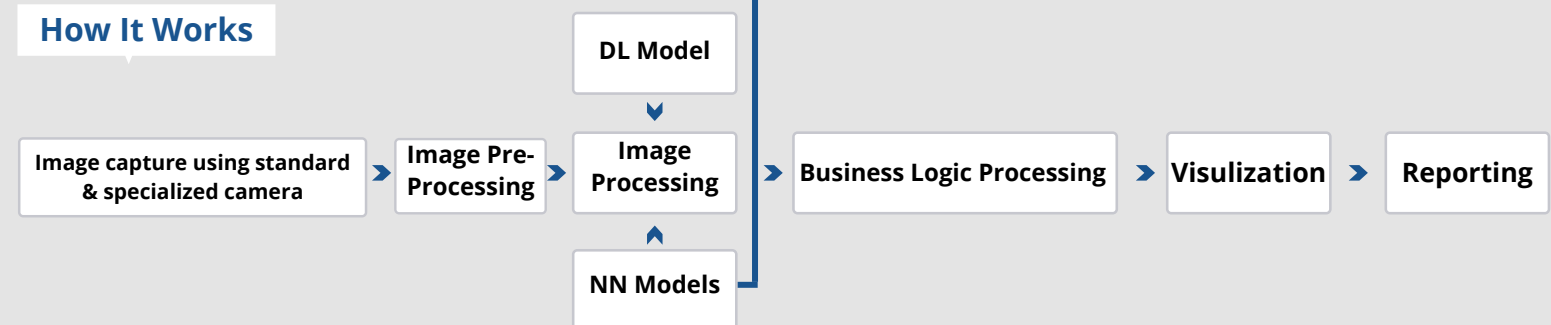 How It Works
DL Model
Image capture using standard
& specialized camera
Image Pre-
Processing
Image
Processing
Business Logic Processing
Visulization
Reporting
NN Models